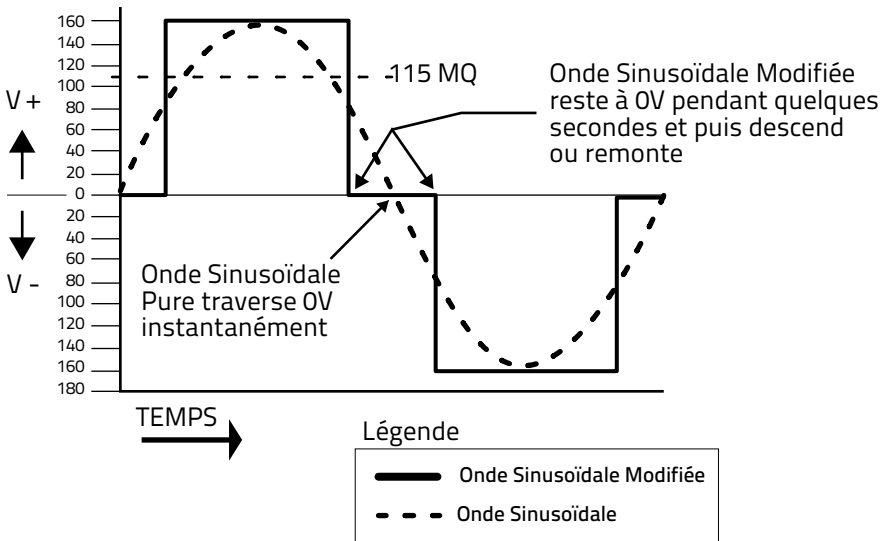 160
140
120
100
80
60
40
20
0
20
40
60
80
100
120
140
160
180
V +
V -
115 MQ
Onde Sinusoïdale Modifiée
reste à 0V pendant quelques
secondes et puis descend
ou remonte
Onde Sinusoïdale
Pure traverse 0V
instantanément
TEMPS
Légende
Onde Sinusoïdale Modifiée
Onde Sinusoïdale